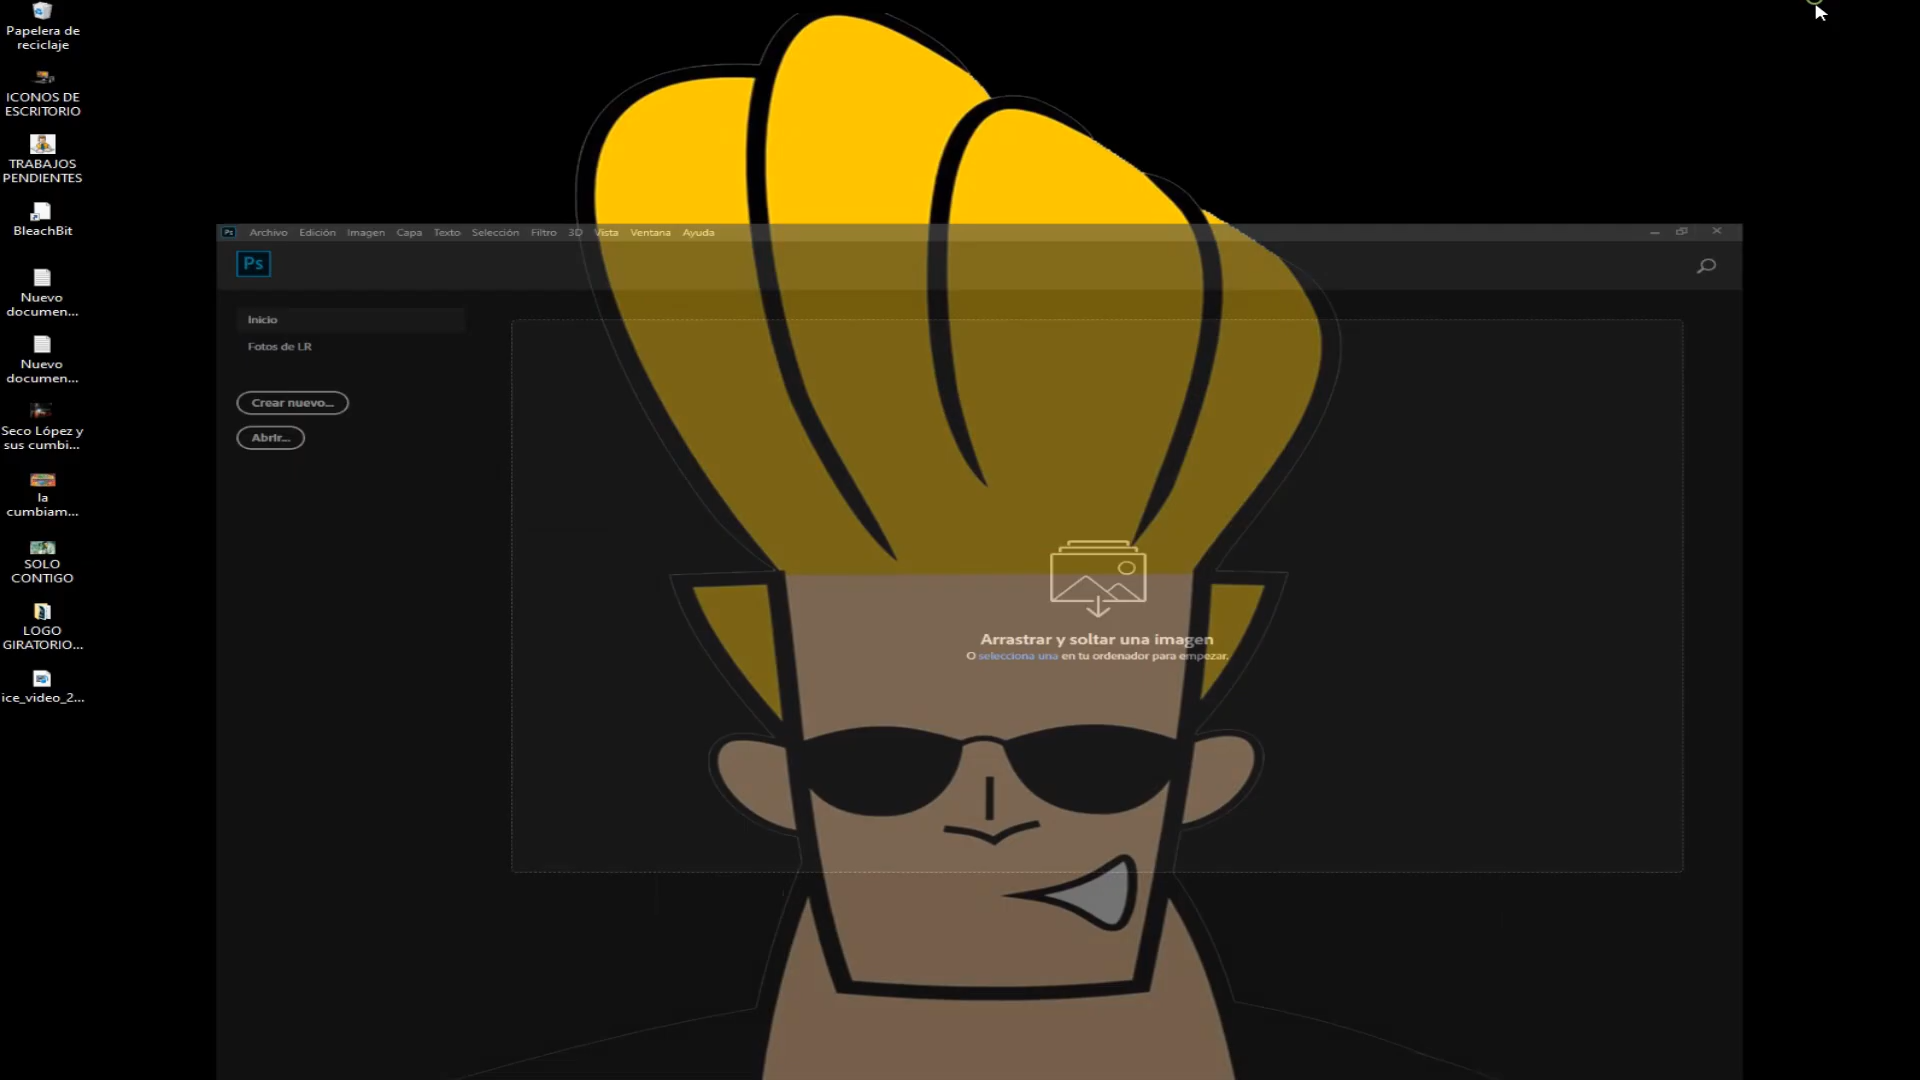 Papelera de
reciclaje
ICONOS DE
ESCRITORIO
TRABAJOS
PENDIENTES
BleachBit
Nuevo
documen...
Nuevo
documen...
Seco López y
sus cumbi...
la
cumbiam...
SOLO
CONTIGO
LOGO
GIRATORIO...
ice_video_2...
Ps Archivo Edición Imagen Capa Texto Selección Filtro 3D Vista Ventana Ayuda
Ps
Inicio
Fotos de LR
Crear nuevo...
Abrir...
Arrastrar y soltar una imagen
O selecciona una en tu ordenador para empezar.